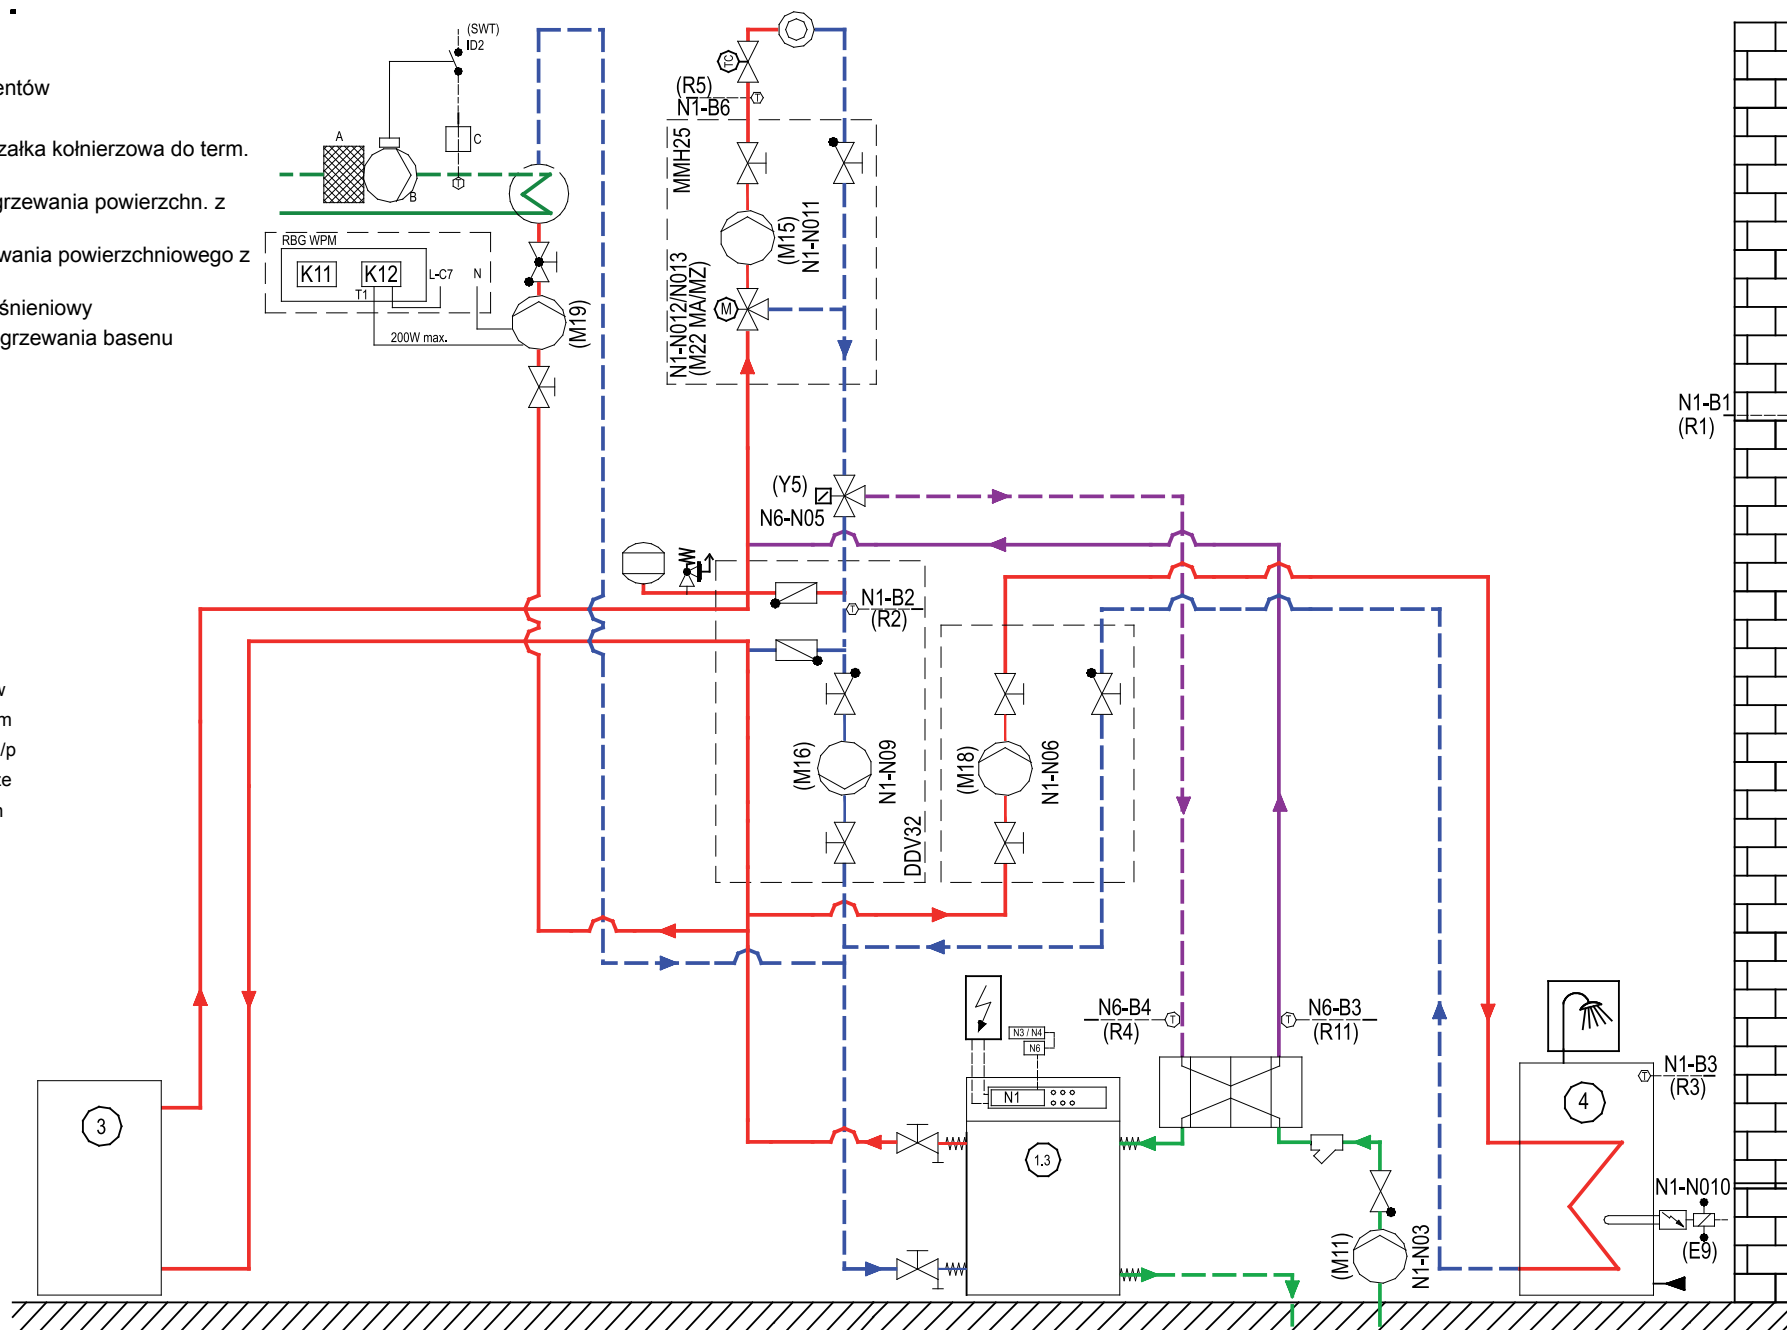 entów
załka kołnierzowa do term.
grzewania powierzchn. z
wania powierzchniowego z
śnieniowy
grzewania basenu
w
m
/p
te
n
(SWT)
ID2
A
B
C
T
RBG WPM
K11
K12
L-C7
N
T1
200W max.
(M19)
TC
(R5)
N1-B6
T
MMH25
(M15)
N1-N011
M
N1-N012/N013
(M22 MA/MZ)
N1-B1
(R1)
(Y5)
N6-N05
W
T
N1-B2
(R2)
(M16)
N1-N09
DDV32
(M18)
N1-N06
N6-B4
(R4)
T
T
N6-B3
(R11)
N3 / N4
N6
N1
1.3
3
4
T
N1-B3
(R3)
N1-N010
(E9)
(M11)
N1-N03